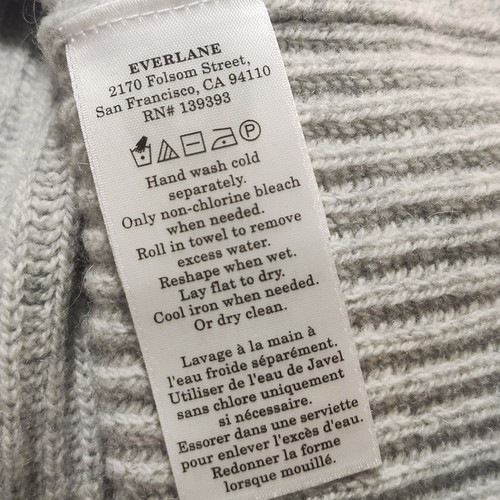 EVERLANE
2170 Folsom Street,
San Francisco, CA 94110
RN# 139393
P
Hand wash cold
separately.
Only non-chlorine bleach
when needed.
Roll in towel to remove
excess water.
Reshape when wet.
Lay flat to dry.
Cool iron when needed.
Or dry clean.
Lavage à la main à
l'eau froide séparément.
Utiliser de l'eau de Javel
sans chlore uniquement
si nécessaire.
Essorer dans une serviette
pour enlever l'excès d'eau.
Redonner la forme
lorsque mouillé.